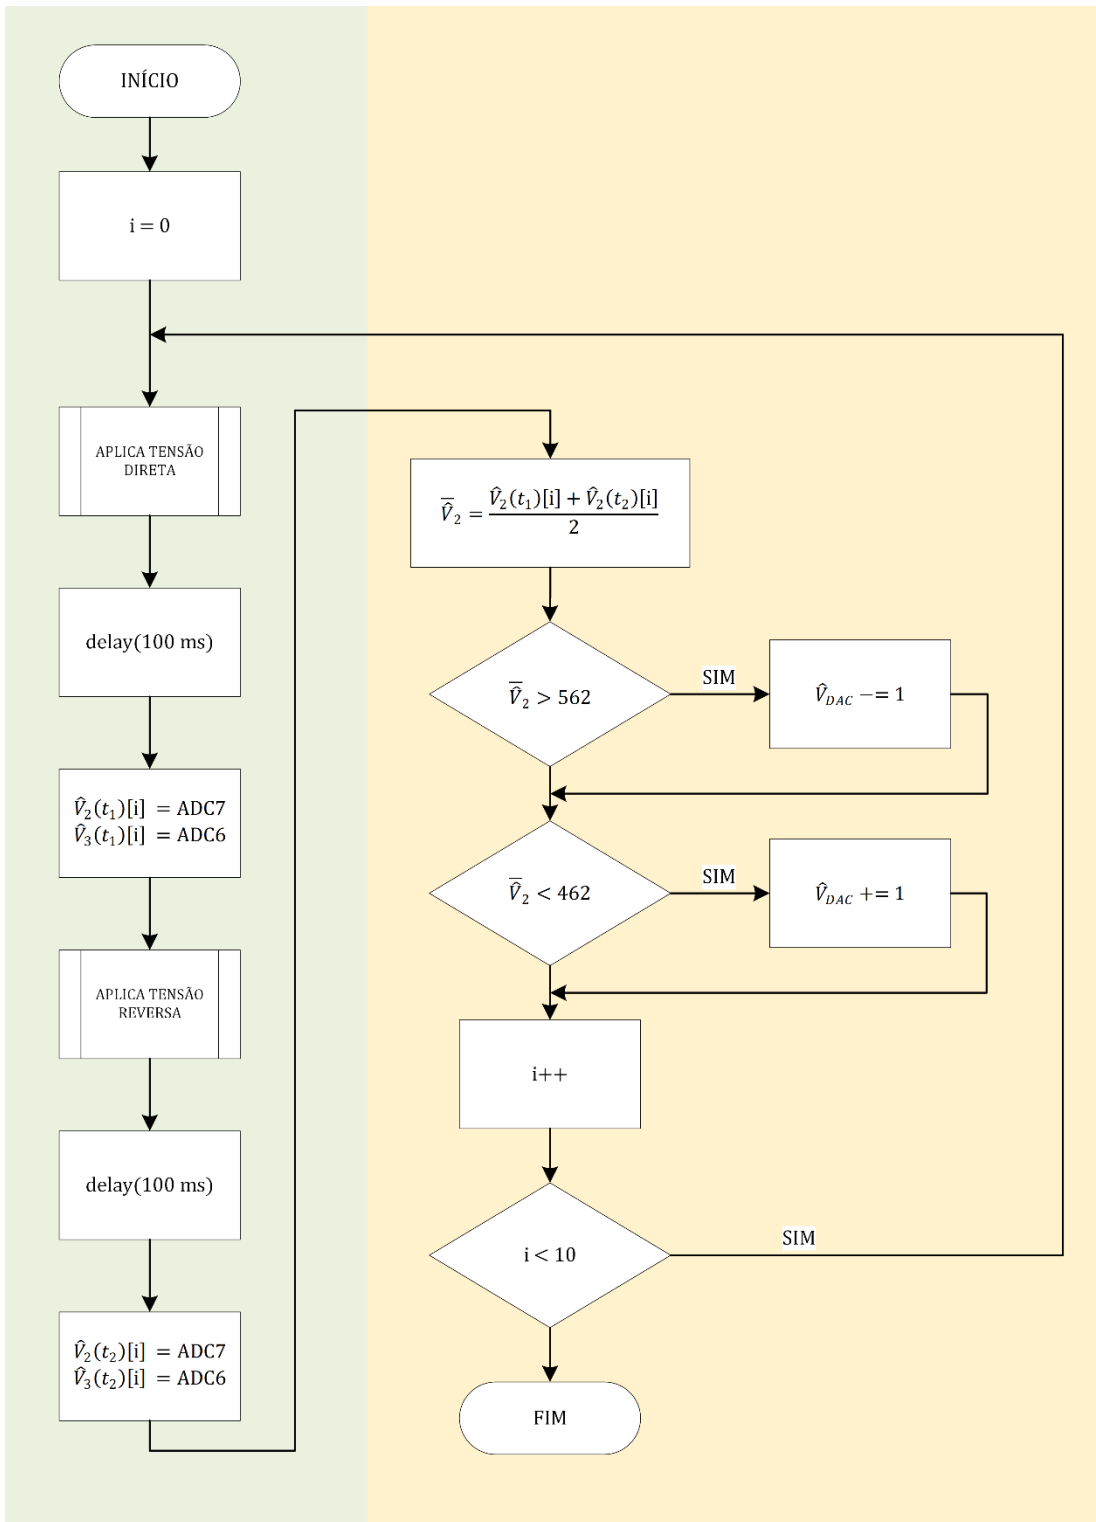 INÍCIO
i = 0
APLICA TENSÃO
DIRETA
delay(100 ms)
V̂₂(t₁)[i] = ADC7
V̂₃(t₁)[i] = ADC6
APLICA TENSÃO
REVERSA
delay(100 ms)
V̂₂(t₂)[i] = ADC7
V̂₃(t₂)[i] = ADC6
V̂̅₂ = (V̂₂(t₁)[i] + V̂₂(t₂)[i]) / 2
V̂̅₂ > 562
SIM
V̂_DAC −= 1
V̂̅₂ < 462
SIM
V̂_DAC += 1
i++
i < 10
SIM
FIM